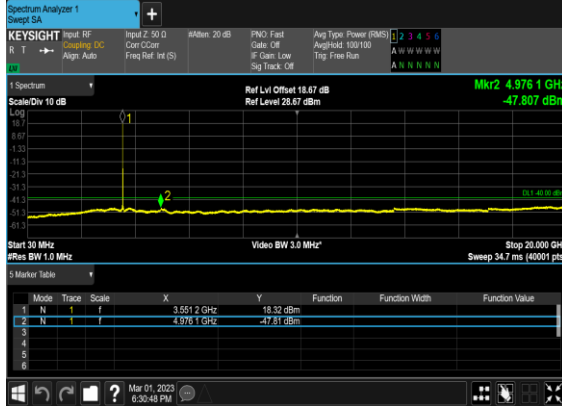 Spectrum Analyzer 1
Swept SA
+
KEYSIGHT Input: RF Input Z: 50 Ω #Atten: 20 dB PNO: Fast Avg Type: Power (RMS) 1 2 3 4 5 6
R T Coupling: DC Corr CCorr Gate: Off Avg|Hold: 100/100 A W W W W W
Align: Auto Freq Ref: Int (S) IF Gain: Low Trig: Free Run
LXI Sig Track: Off A N N N N N
1 Spectrum Ref Lvl Offset 18.67 dB Mkr2 4.976 1 GHz
Scale/Div 10 dB Ref Level 28.67 dBm -47.807 dBm
Log
18.7
8.67
-1.33
-11.3
-21.3
-31.3
-41.3
-51.3
-61.3
1
2
DL1 -40.00 dBm
Start 30 MHz Video BW 3.0 MHz* Stop 20.000 GHz
#Res BW 1.0 MHz Sweep 34.7 ms (40001 pts)
5 Marker Table
Mode Trace Scale X Y Function Function Width Function Value
1 N 1 f 3.551 2 GHz 18.32 dBm
2 N 1 f 4.976 1 GHz -47.81 dBm
3
4
5
6
? Mar 01, 2023
6:30:48 PM